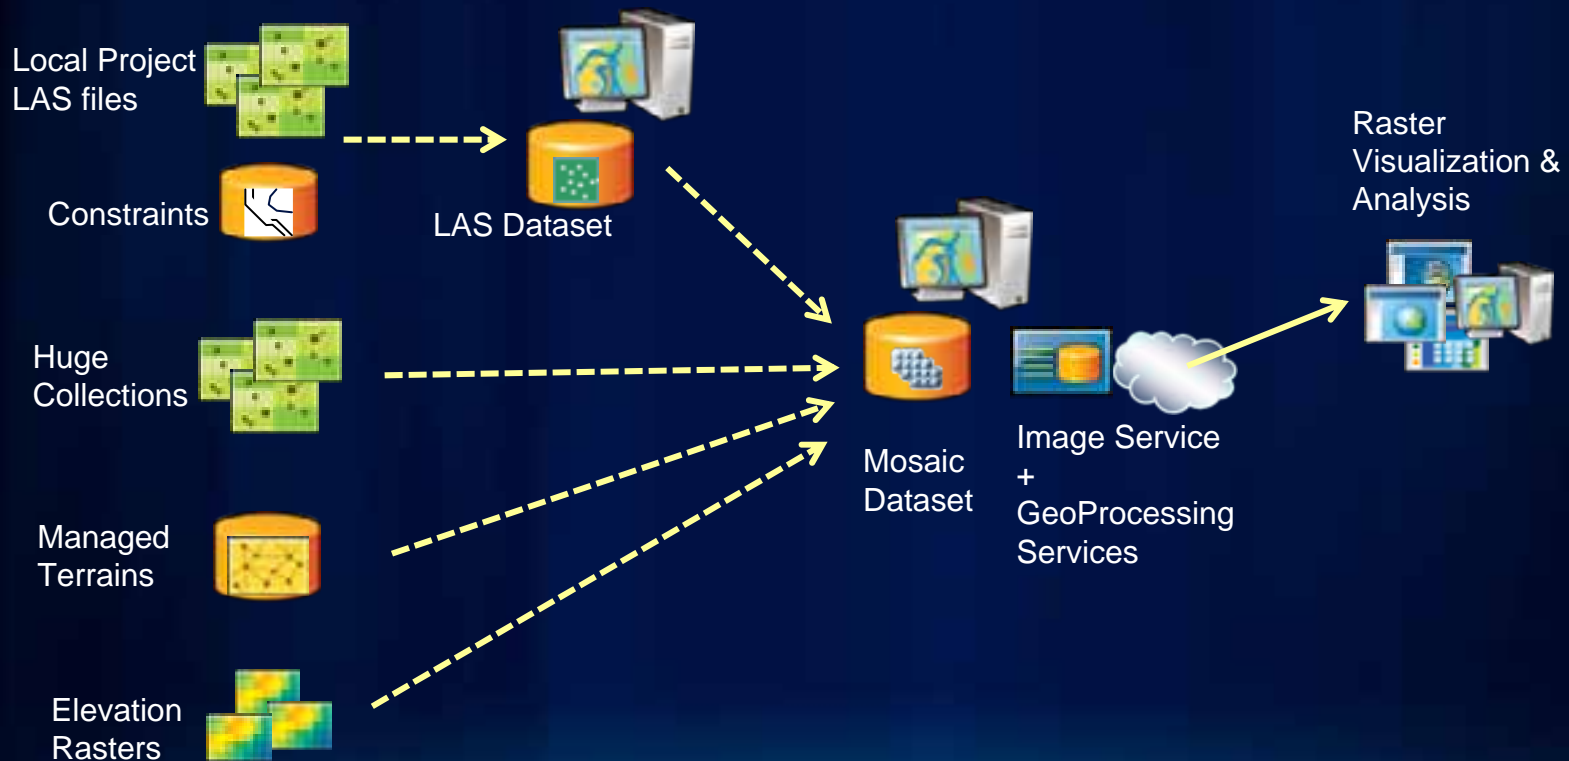 Local Project
LAS files
Constraints
LAS Dataset
Huge
Collections
Managed
Terrains
Elevation
Rasters
Mosaic
Dataset
Image Service
+
GeoProcessing
Services
Raster
Visualization &
Analysis